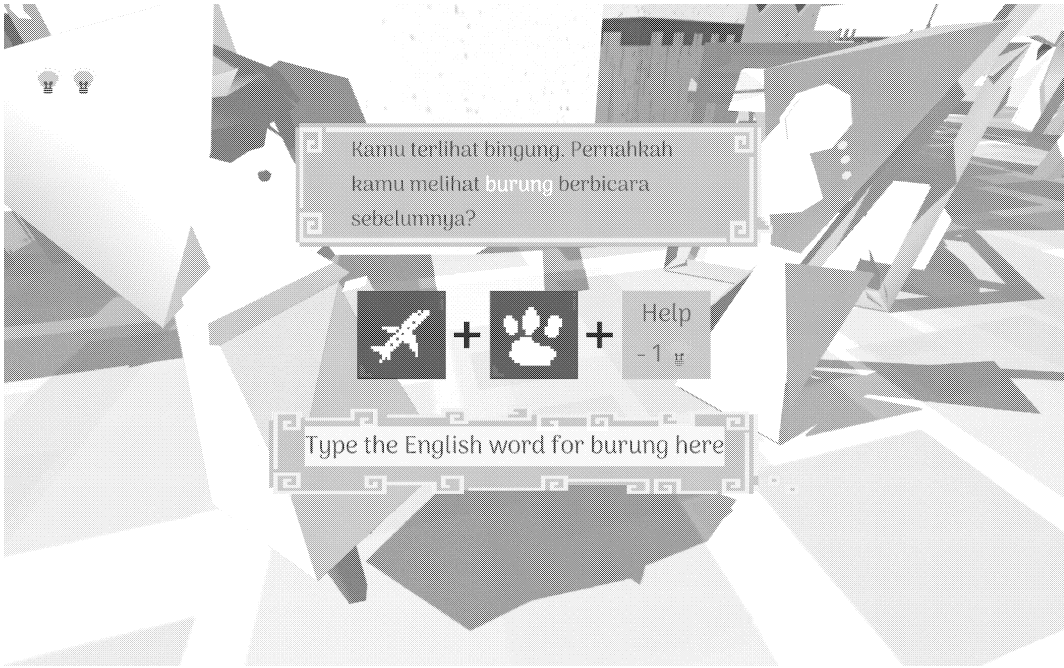 Kamu terlihat bingung. Pernahkah
kamu melihat burung berbicara
sebelumnya?
+ +
Help
- 1
Type the English word for burung here